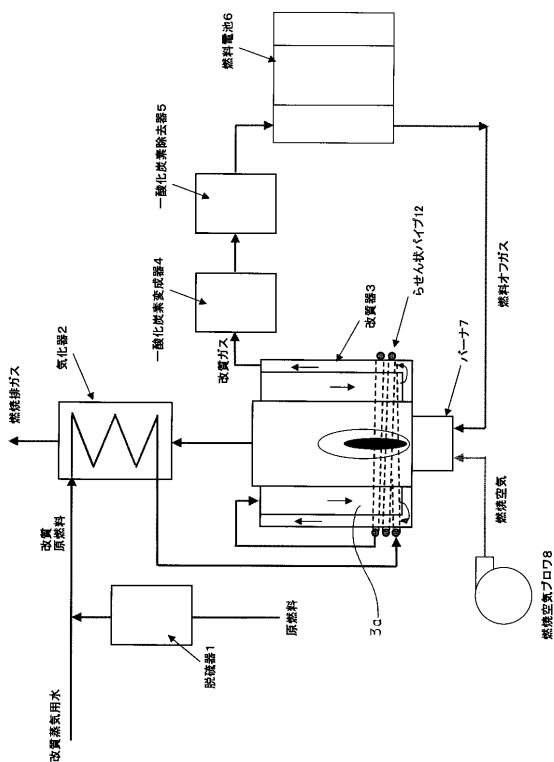 燃焼排ガス
気化器2
改質
原燃料
改質蒸気用水
脱硫器1
原燃料
改質ガス
一酸化炭素変成器4
一酸化炭素除去器5
燃料電池6
改質器3
らせん状パイプ12
3a
バーナ7
燃料オフガス
燃焼空気
燃焼空気ブロワ8